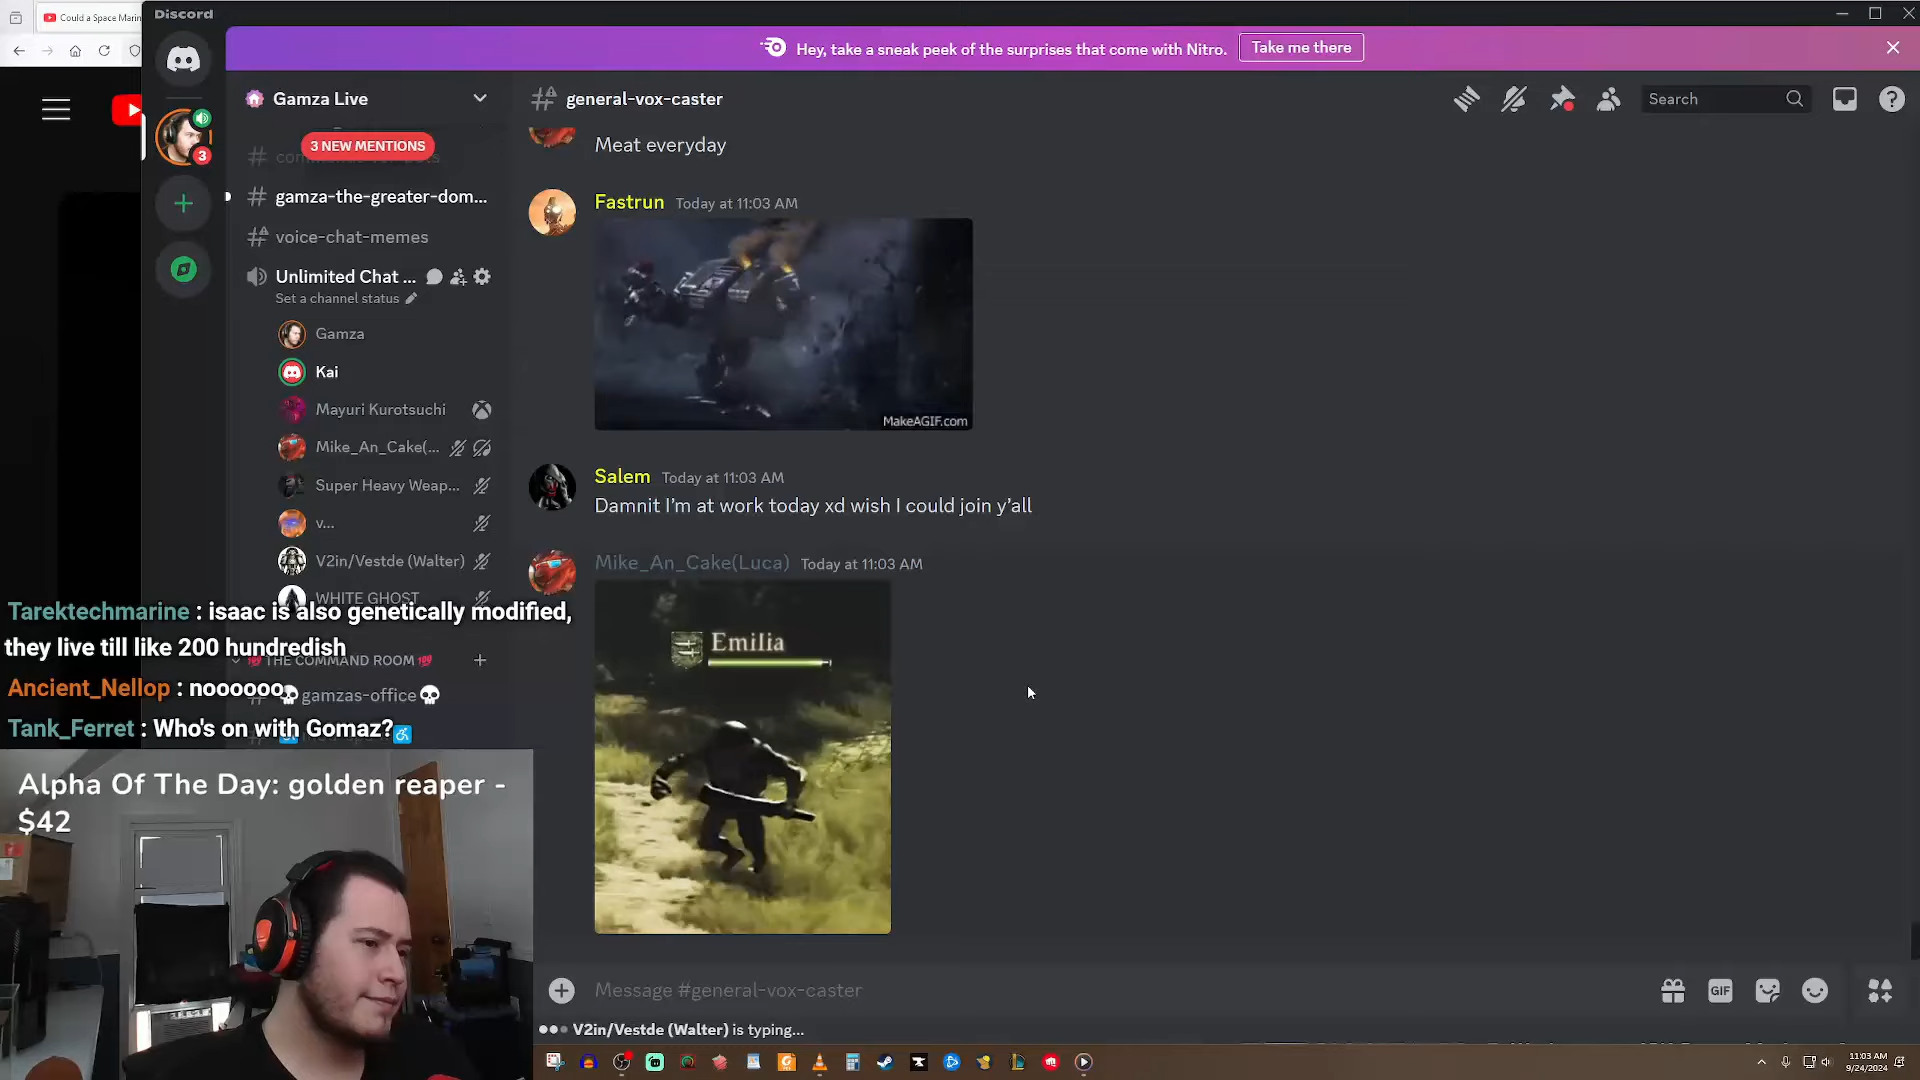 Could a Space Marin
Discord
Hey, take a sneak peek of the surprises that come with Nitro.
Take me there
Gamza Live
3 NEW MENTIONS
gamza-the-greater-dom...
voice-chat-memes
Unlimited Chat ...
Set a channel status
Gamza
Kai
Mayuri Kurotsuchi
Mike_An_Cake(...
Super Heavy Weap...
v...
V2in/Vestde (Walter)
WHITE GHOST
THE COMMAND ROOM
gamzas-office
3
general-vox-caster
Search
Meat everyday
Fastrun Today at 11:03 AM
MakeAGIF.com
Salem Today at 11:03 AM
Damnit I'm at work today xd wish I could join y'all
Mike_An_Cake(Luca) Today at 11:03 AM
Emilia
Message #general-vox-caster
GIF
V2in/Vestde (Walter) is typing...
Tarektechmarine : isaac is also genetically modified,
they live till like 200 hundredish
Ancient_Nellop : noooooo
Tank_Ferret : Who's on with Gomaz?
Alpha Of The Day: golden reaper -
$42
11:03 AM
9/24/2024